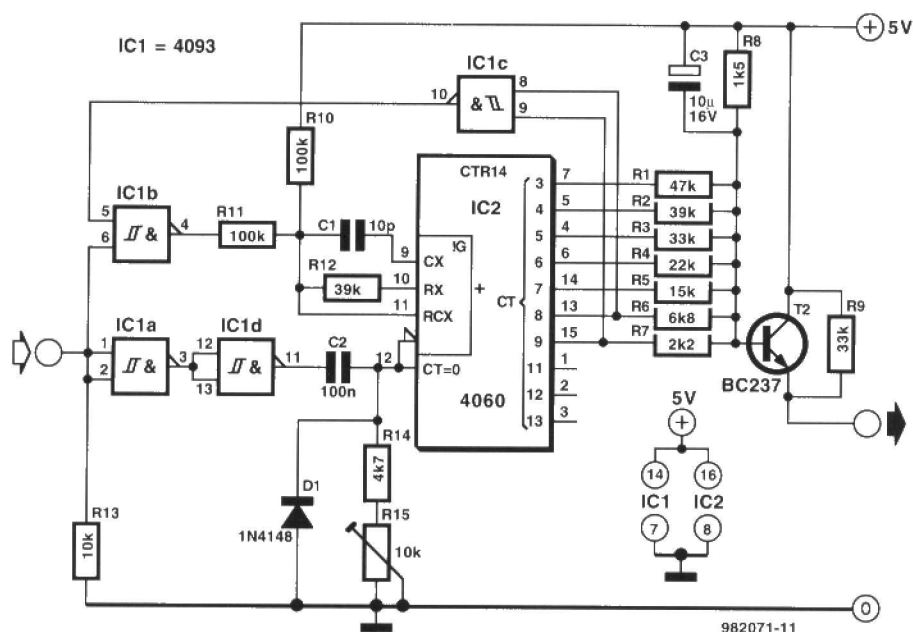 IC1 = 4093
5V
C3
10µ
16V
R8
1k5
IC1c
8
9
10
&
R10
100k
CTR14
IC2
R1
47k
R2
39k
R3
33k
R4
22k
R5
15k
R6
6k8
R7
2k2
3 7
4 5
5 4
6 6
7 14
8 13
9 15
11 1
12 2
13 3
CT
IC1b
5
6
&
4
R11
100k
C1
10p
9
CX
!G
R12
39k
10
RX
11
RCX
+
IC1a
1
2
&
3
IC1d
12
13
&
11
C2
100n
12
CT=0
4060
T2
R9
33k
BC237
R14
4k7
D1
1N4148
R15
10k
R13
10k
5V
+
14
16
IC1
IC2
7
8
0
982071-11